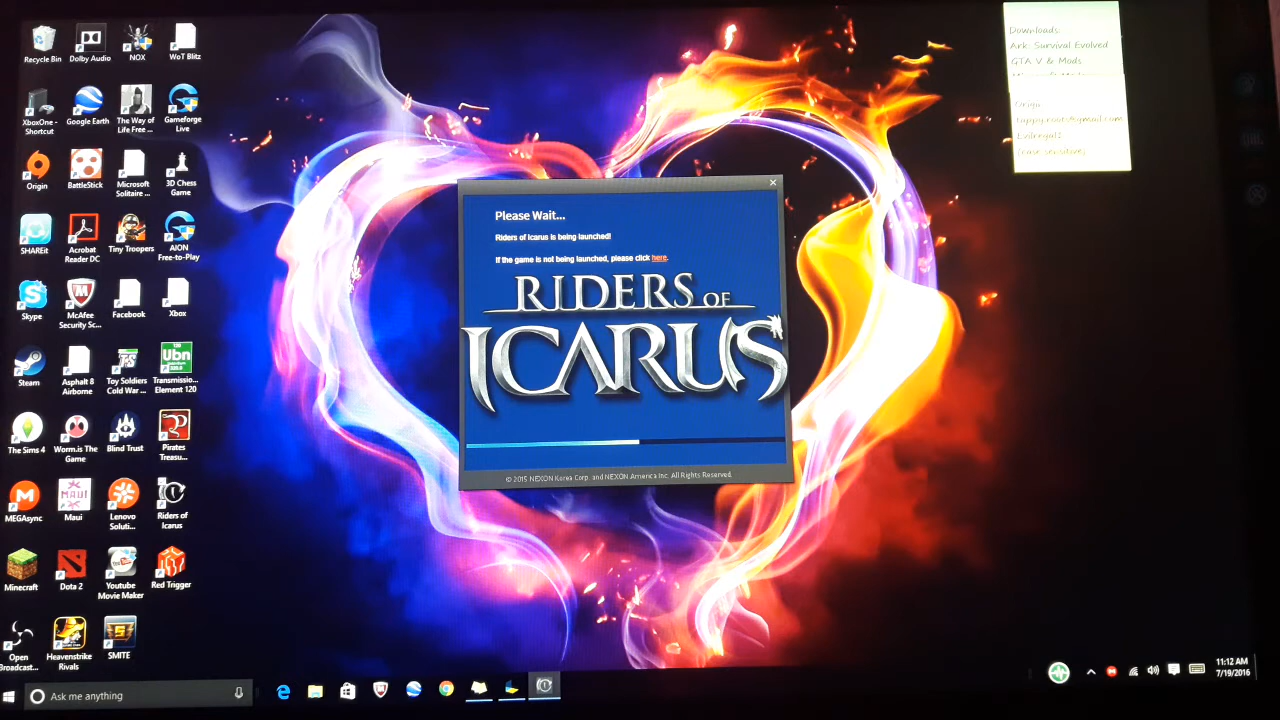 Recycle Bin
Dolby Audio
NOX
WoT Blitz
XboxOne - Shortcut
Google Earth
The Way of Life Free ...
Gameforge Live
Origin
BattleStick
Microsoft Solitaire ...
3D Chess Game
SHAREit
Acrobat Reader DC
Tiny Troopers
AION Free-to-Play
Skype
McAfee Security Sc...
Facebook
Xbox
Steam
Asphalt 8 Airborne
Toy Soldiers Cold War ...
Ubn
Transmissio... Element 120
The Sims 4
Worm.is The Game
Blind Trust
Pirates Treasu...
MEGAsync
MAUI
Maui
Lenovo Soluti...
Riders of Icarus
Minecraft
Dota 2
Youtube Movie Maker
Red Trigger
Open Broadcast...
Heavenstrike Rivals
SMITE
Please Wait...
Riders of Icarus is being launched!
If the game is not being launched, please click here.
RIDERS OF
ICARUS
© 2015 NEXON Korea Corp. and NEXON America Inc. All Rights Reserved.
Downloads:
Ark: Survival Evolved
GTA V & Mods
Origin
Ask me anything
11:12 AM
7/19/2016